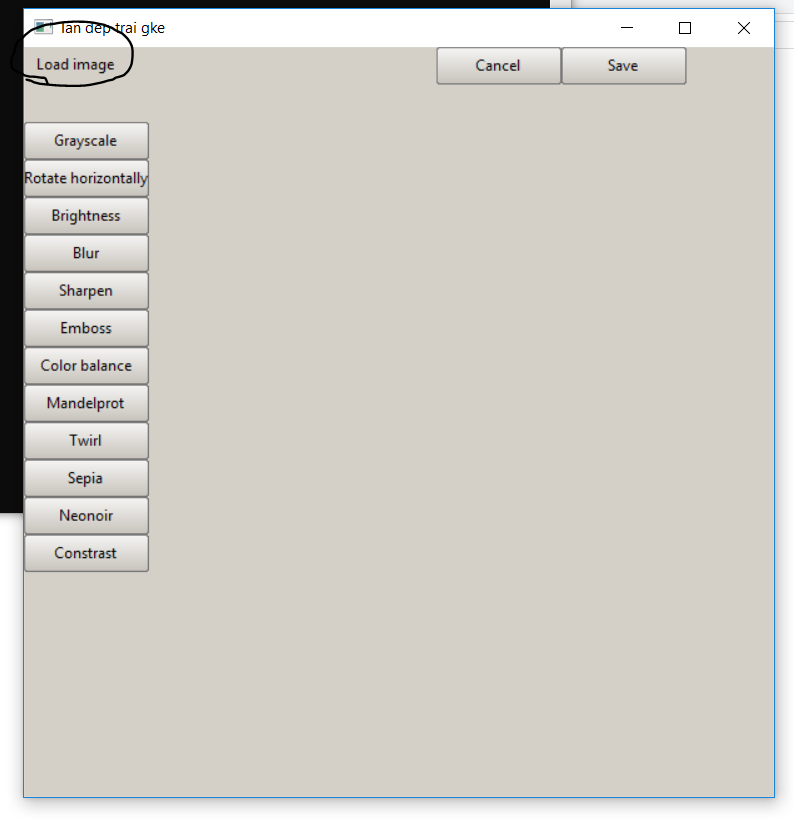 Tan dep trai gke
Load image
Cancel
Save
Grayscale
Rotate horizontally
Brightness
Blur
Sharpen
Emboss
Color balance
Mandelprot
Twirl
Sepia
Neonoir
Constrast